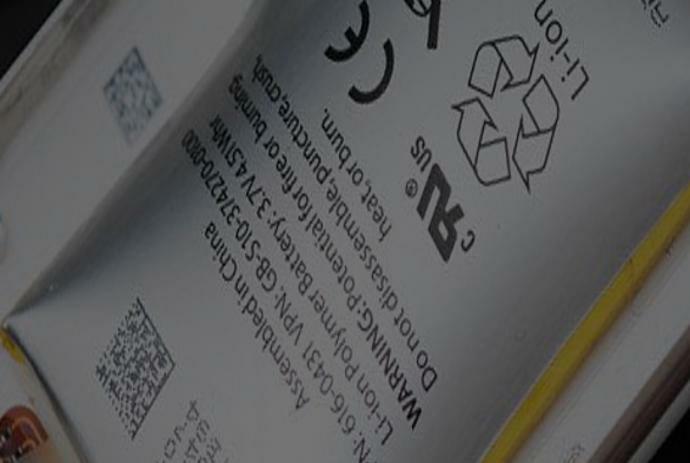 Assembled in China
N: 616-0431 VPN: GB-S10-374270-0100
Li-ion Polymer Battery: 3.7V 4.51Whr
WARNING: Potential for fire or burning
Do not disassemble, puncture, crush,
heat, or burn.
c US ®
CE
Li-ion